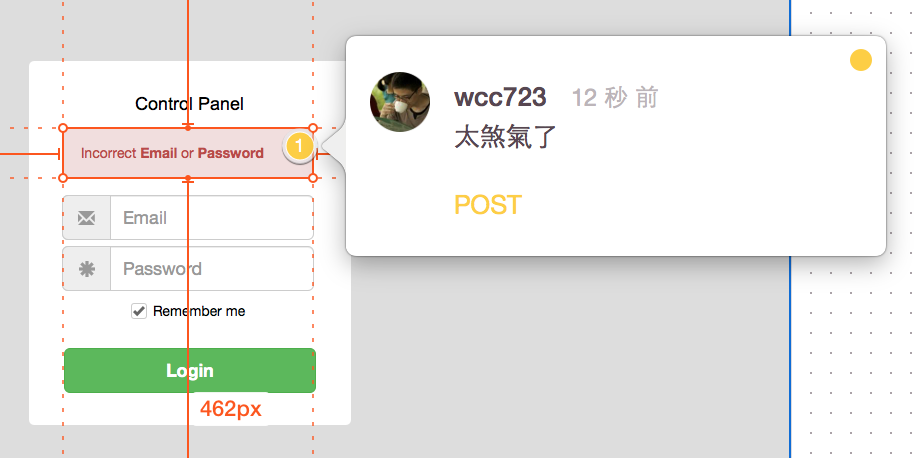 Control Panel
Incorrect Email or Password
1
Email
Password
Remember me
Login
462px
wcc723 12 秒 前
太煞氣了
POST